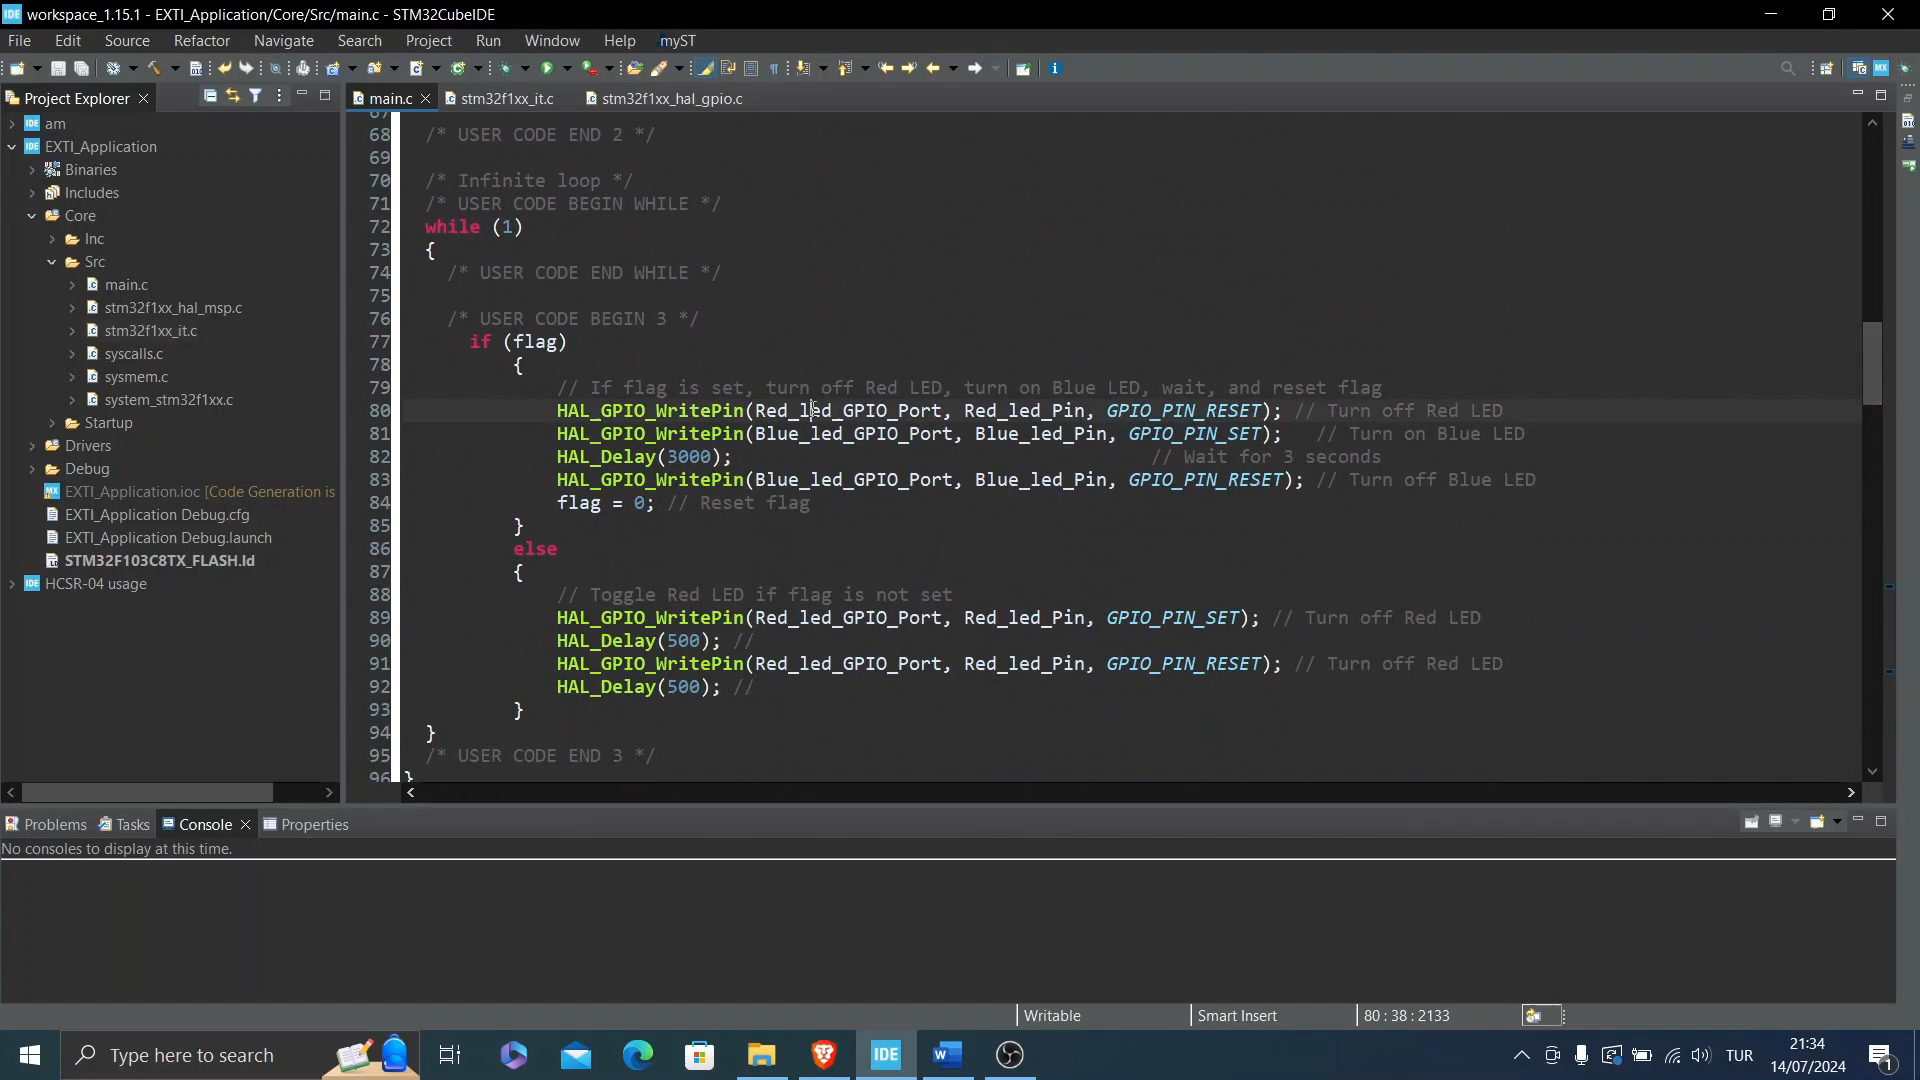 IDE workspace_1.15.1 - EXTI_Application/Core/Src/main.c - STM32CubeIDE
File Edit Source Refactor Navigate Search Project Run Window Help myST
Project Explorer
main.c stm32f1xx_it.c stm32f1xx_hal_gpio.c
IDE am
IDE EXTI_Application
Binaries
Includes
Core
Inc
Src
main.c
stm32f1xx_hal_msp.c
stm32f1xx_it.c
syscalls.c
sysmem.c
system_stm32f1xx.c
Startup
Drivers
Debug
MX EXTI_Application.ioc [Code Generation is
EXTI_Application Debug.cfg
EXTI_Application Debug.launch
STM32F103C8TX_FLASH.ld
IDE HCSR-04 usage
67
68 /* USER CODE END 2 */
69
70 /* Infinite loop */
71 /* USER CODE BEGIN WHILE */
72 while (1)
73 {
74 /* USER CODE END WHILE */
75
76 /* USER CODE BEGIN 3 */
77 if (flag)
78 {
79 // If flag is set, turn off Red LED, turn on Blue LED, wait, and reset flag
80 HAL_GPIO_WritePin(Red_led_GPIO_Port, Red_led_Pin, GPIO_PIN_RESET); // Turn off Red LED
81 HAL_GPIO_WritePin(Blue_led_GPIO_Port, Blue_led_Pin, GPIO_PIN_SET); // Turn on Blue LED
82 HAL_Delay(3000); // Wait for 3 seconds
83 HAL_GPIO_WritePin(Blue_led_GPIO_Port, Blue_led_Pin, GPIO_PIN_RESET); // Turn off Blue LED
84 flag = 0; // Reset flag
85 }
86 else
87 {
88 // Toggle Red LED if flag is not set
89 HAL_GPIO_WritePin(Red_led_GPIO_Port, Red_led_Pin, GPIO_PIN_SET); // Turn off Red LED
90 HAL_Delay(500); //
91 HAL_GPIO_WritePin(Red_led_GPIO_Port, Red_led_Pin, GPIO_PIN_RESET); // Turn off Red LED
92 HAL_Delay(500); //
93 }
94 }
95 /* USER CODE END 3 */
96 }
Problems Tasks Console Properties
No consoles to display at this time.
Writable Smart Insert 80 : 38 : 2133
Type here to search
IDE
TUR
21:34
14/07/2024
1